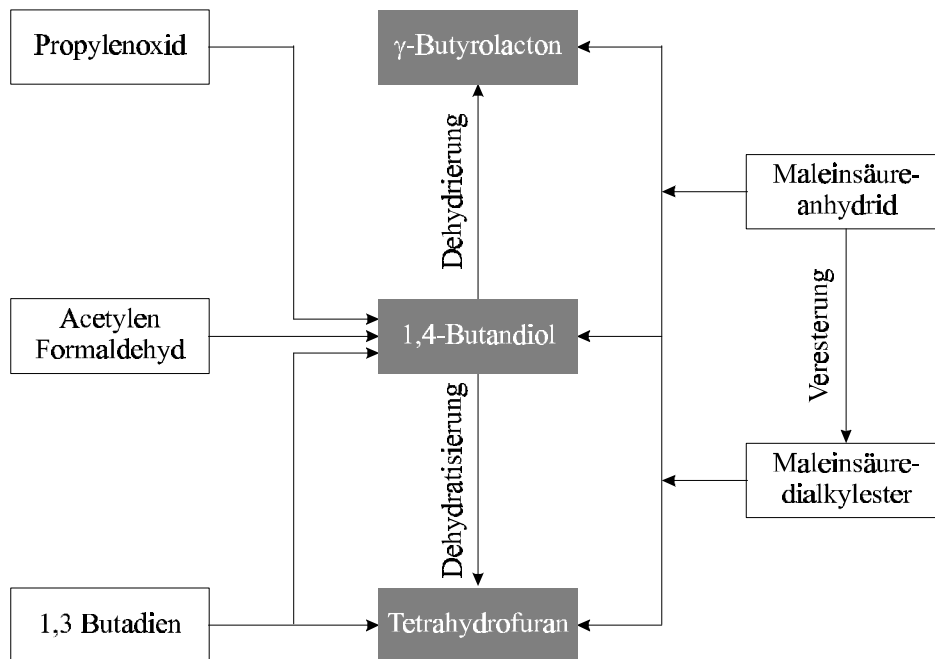 Propylenoxid
γ-Butyrolacton
Dehydrierung
Maleinsäure-
anhydrid
Acetylen
Formaldehyd
1,4-Butandiol
Veresterung
Dehydratisierung
Maleinsäure-
dialkylester
1,3 Butadien
Tetrahydrofuran